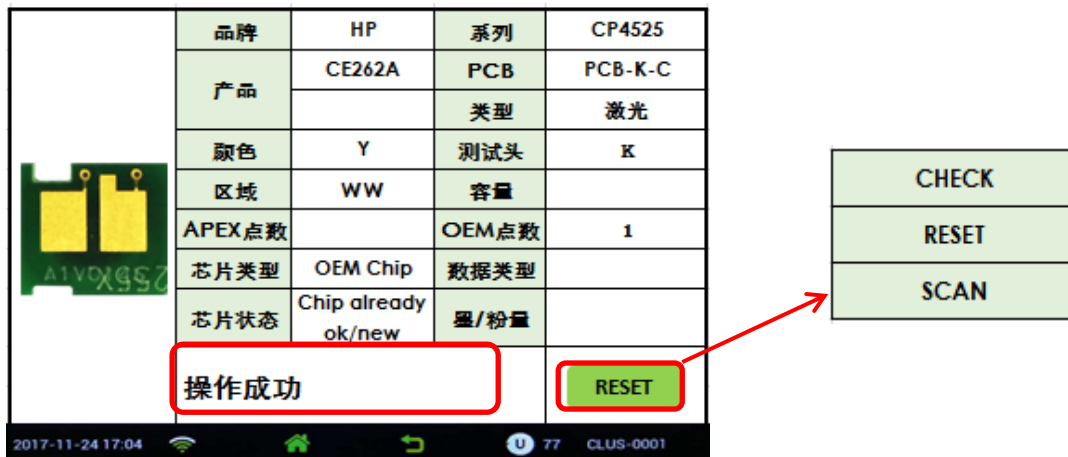 品牌 HP 系列 CP4525
产品 CE262A PCB PCB-K-C
类型 激光
颜色 Y 测试头 K
区域 WW 容量
APEX点数 OEM点数 1
芯片类型 OEM Chip 数据类型
芯片状态 Chip already ok/new 墨/粉量
操作成功 RESET
2017-11-24 17:04 U 77 CLUS-0001
CHECK
RESET
SCAN